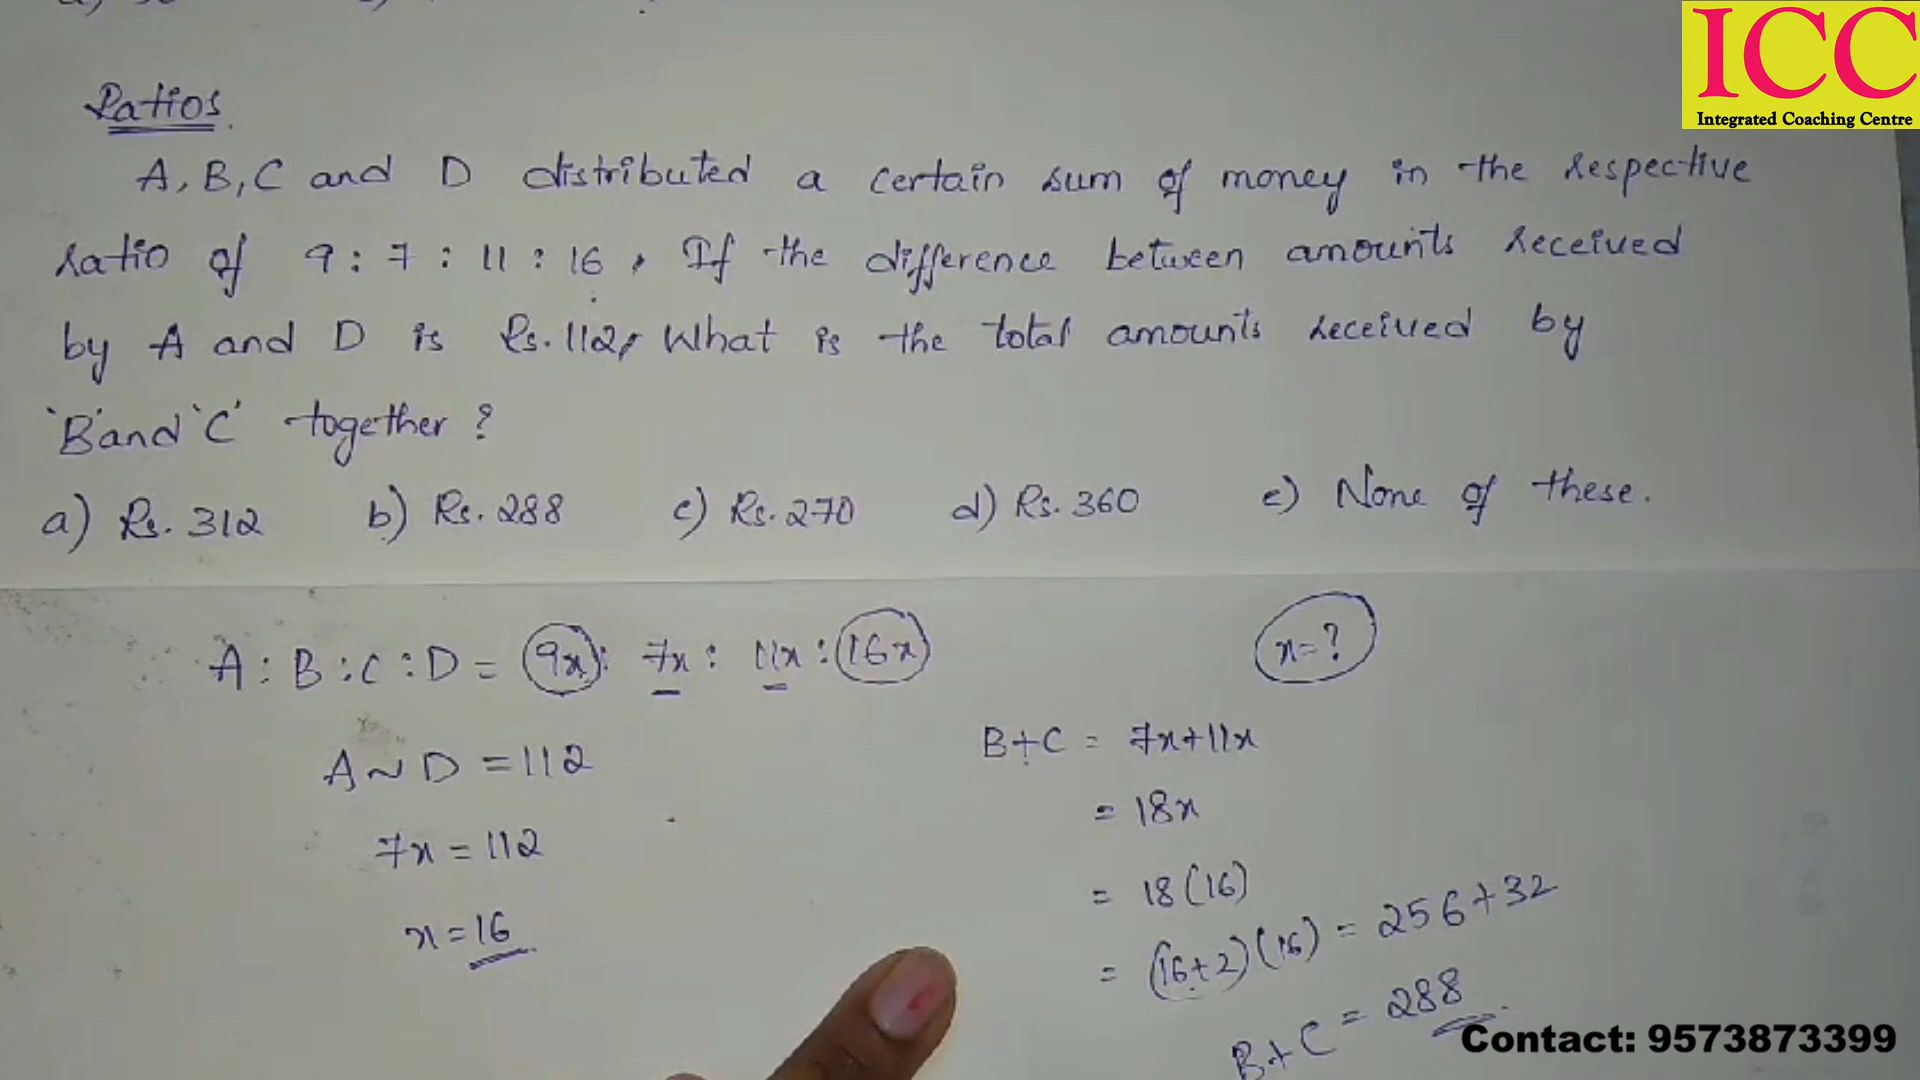 ICC
Integrated Coaching Centre
Ratios.
A, B, C and D distributed a certain sum of money in the respective
ratio of 9 : 7 : 11 : 16, If the difference between amounts received
by A and D is Rs. 112, What is the total amounts received by
'B' and 'C' together ?
a) Rs. 312 b) Rs. 288 c) Rs. 270 d) Rs. 360 e) None of these.
A : B : C : D = 9x : 7x : 11x : 16x
x = ?
A ~ D = 112
7x = 112
x = 16
B + C = 7x + 11x
= 18x
= 18 (16)
= (16+2) (16) = 256 + 32
B + C = 288
Contact: 9573873399